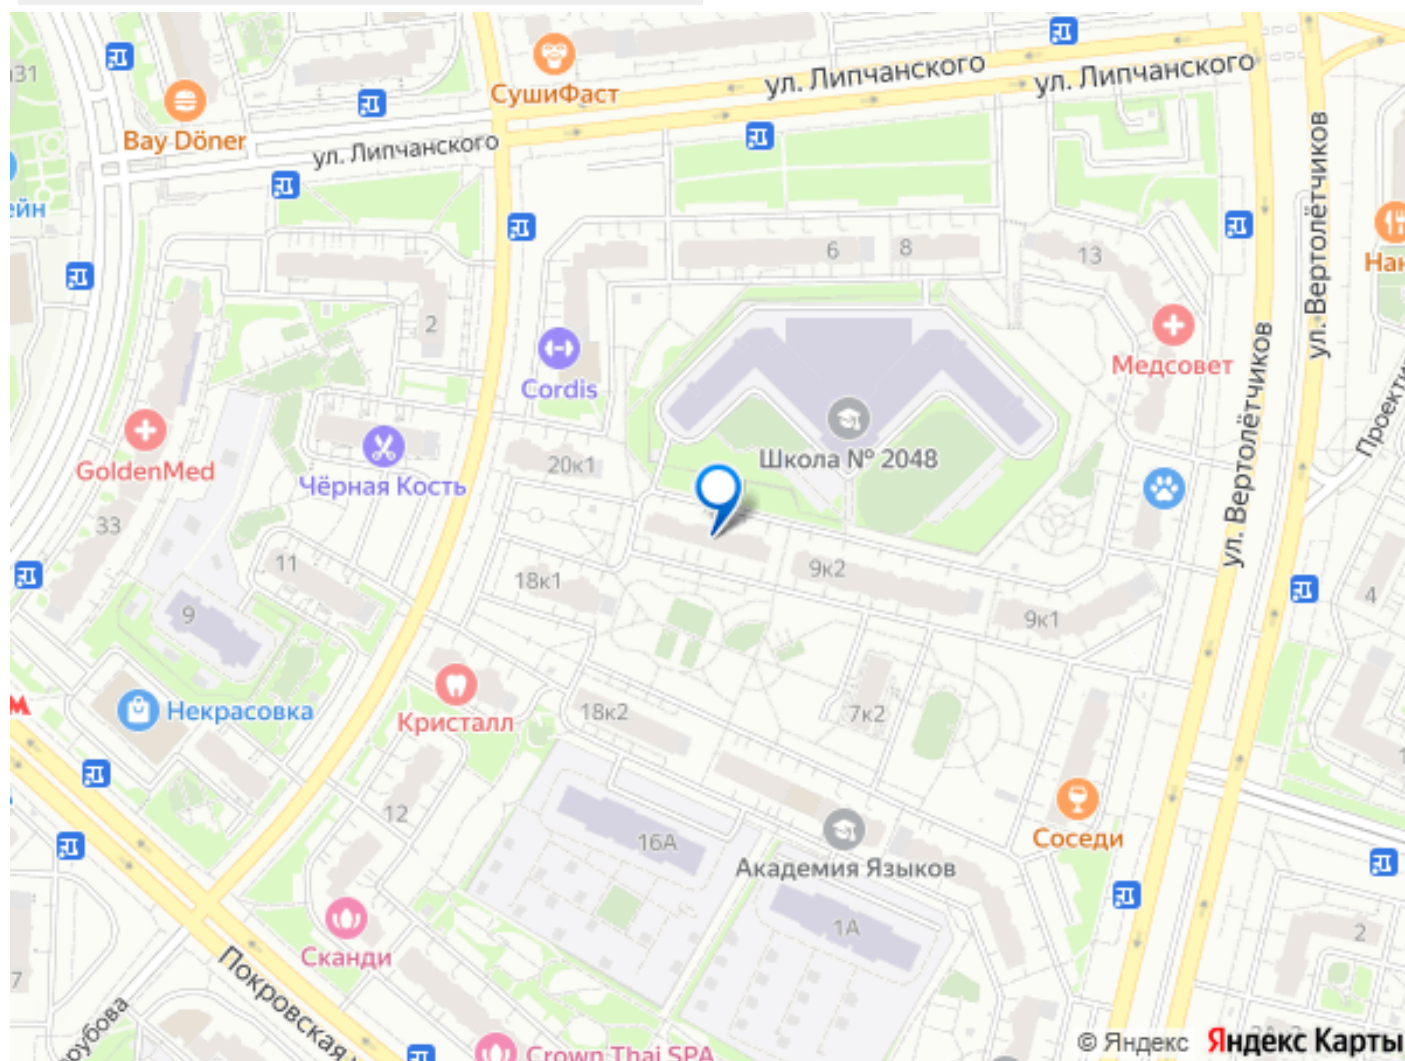 31
СушиФаст
ул. Липчанского
ул. Липчанского
Bay Döner
ул. Липчанского
ейн
6
8
13
Нак
2
Cordis
Медсовет
ул. Вертолётчиков
ул. Вертолётчиков
GoldenMed
Чёрная Кость
20к1
Школа № 2048
33
11
18к1
9к2
9к1
4
9
Некрасовка
Кристалл
18к2
7к2
12
16А
Соседи
Академия Языков
1А
2
Сканди
7
Покровская
Crown Thai SPA
© Яндекс
Яндекс Карты